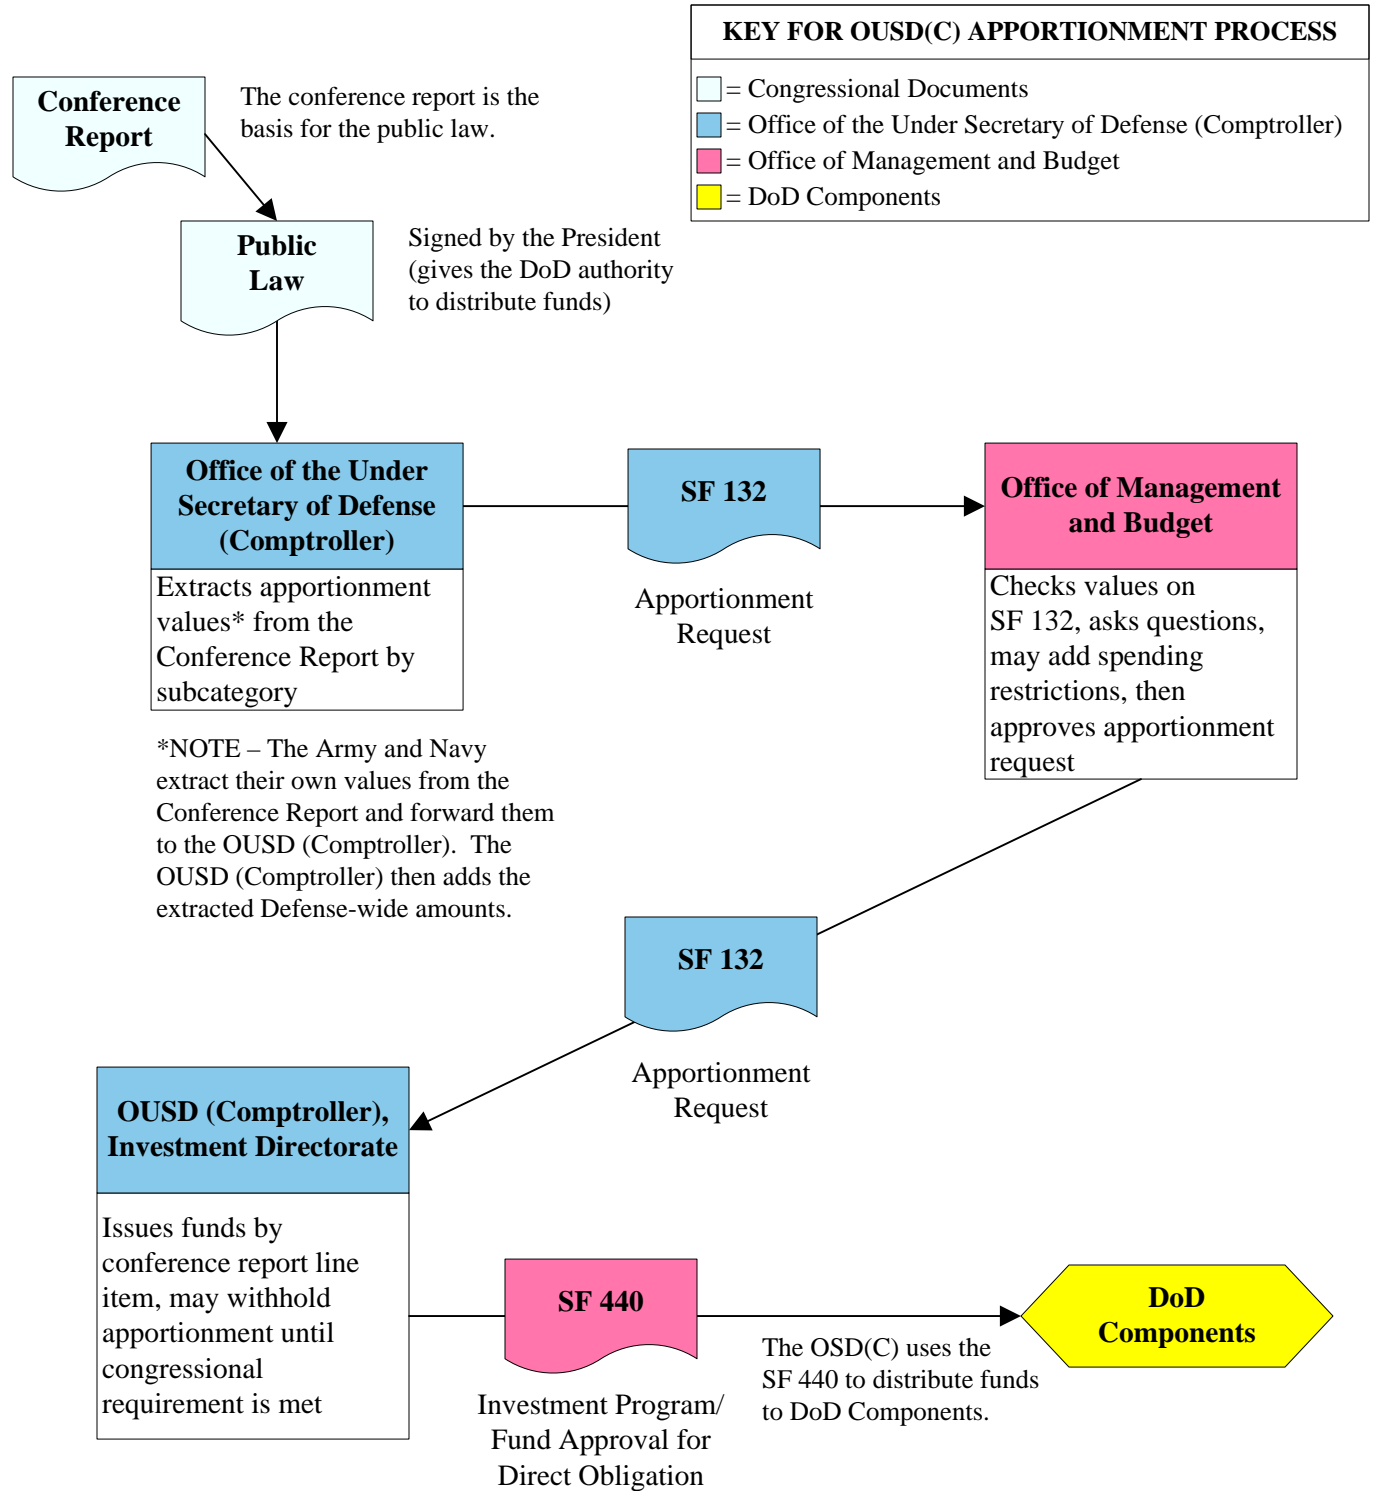 KEY FOR OUSD(C) APPORTIONMENT PROCESS
= Congressional Documents
= Office of the Under Secretary of Defense (Comptroller)
= Office of Management and Budget
= DoD Components
Conference
Report
The conference report is the
basis for the public law.
Public
Law
Signed by the President
(gives the DoD authority
to distribute funds)
Office of the Under
Secretary of Defense
(Comptroller)
Extracts apportionment
values* from the
Conference Report by
subcategory
*NOTE – The Army and Navy
extract their own values from the
Conference Report and forward them
to the OUSD (Comptroller).  The
OUSD (Comptroller) then adds the
extracted Defense-wide amounts.
SF 132
Apportionment
Request
Office of Management
and Budget
Checks values on
SF 132, asks questions,
may add spending
restrictions, then
approves apportionment
request
SF 132
Apportionment
Request
OUSD (Comptroller),
Investment Directorate
Issues funds by
conference report line
item, may withhold
apportionment until
congressional
requirement is met
SF 440
Investment Program/
Fund Approval for
Direct Obligation
The OSD(C) uses the
SF 440 to distribute funds
to DoD Components.
DoD
Components